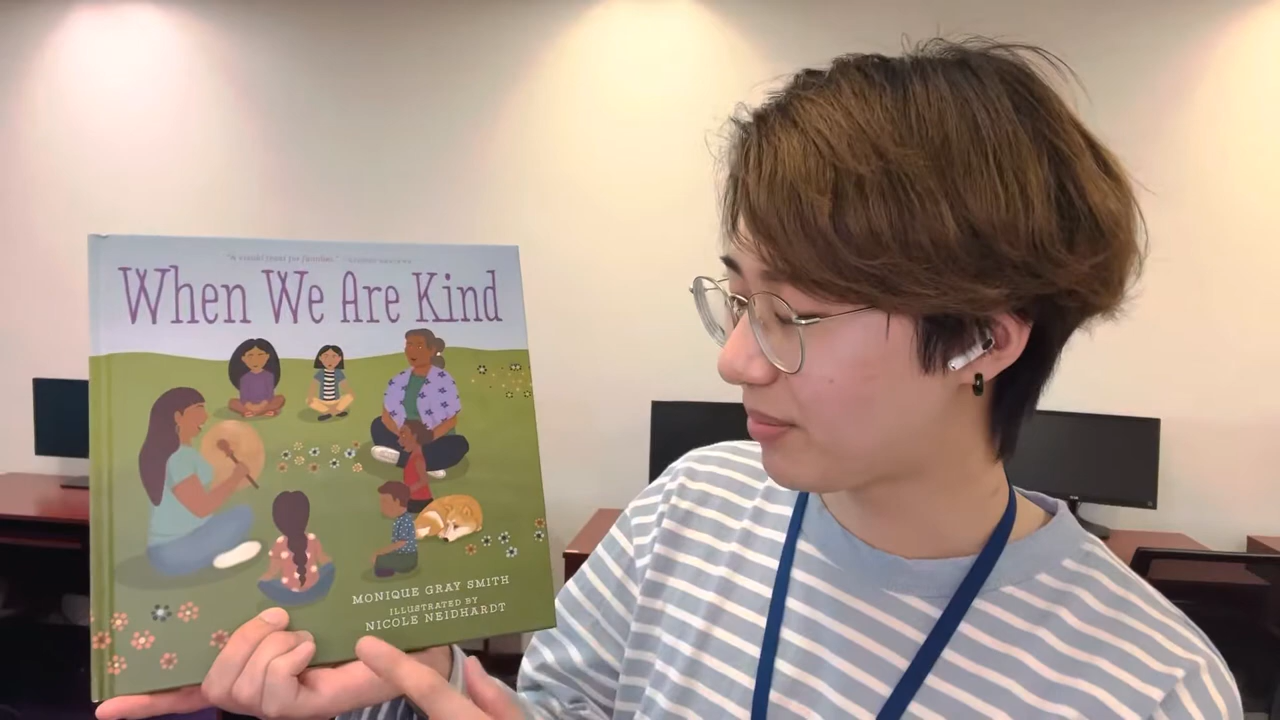 When We Are Kind
MONIQUE GRAY SMITH
ILLUSTRATED BY
NICOLE NEIDHARDT